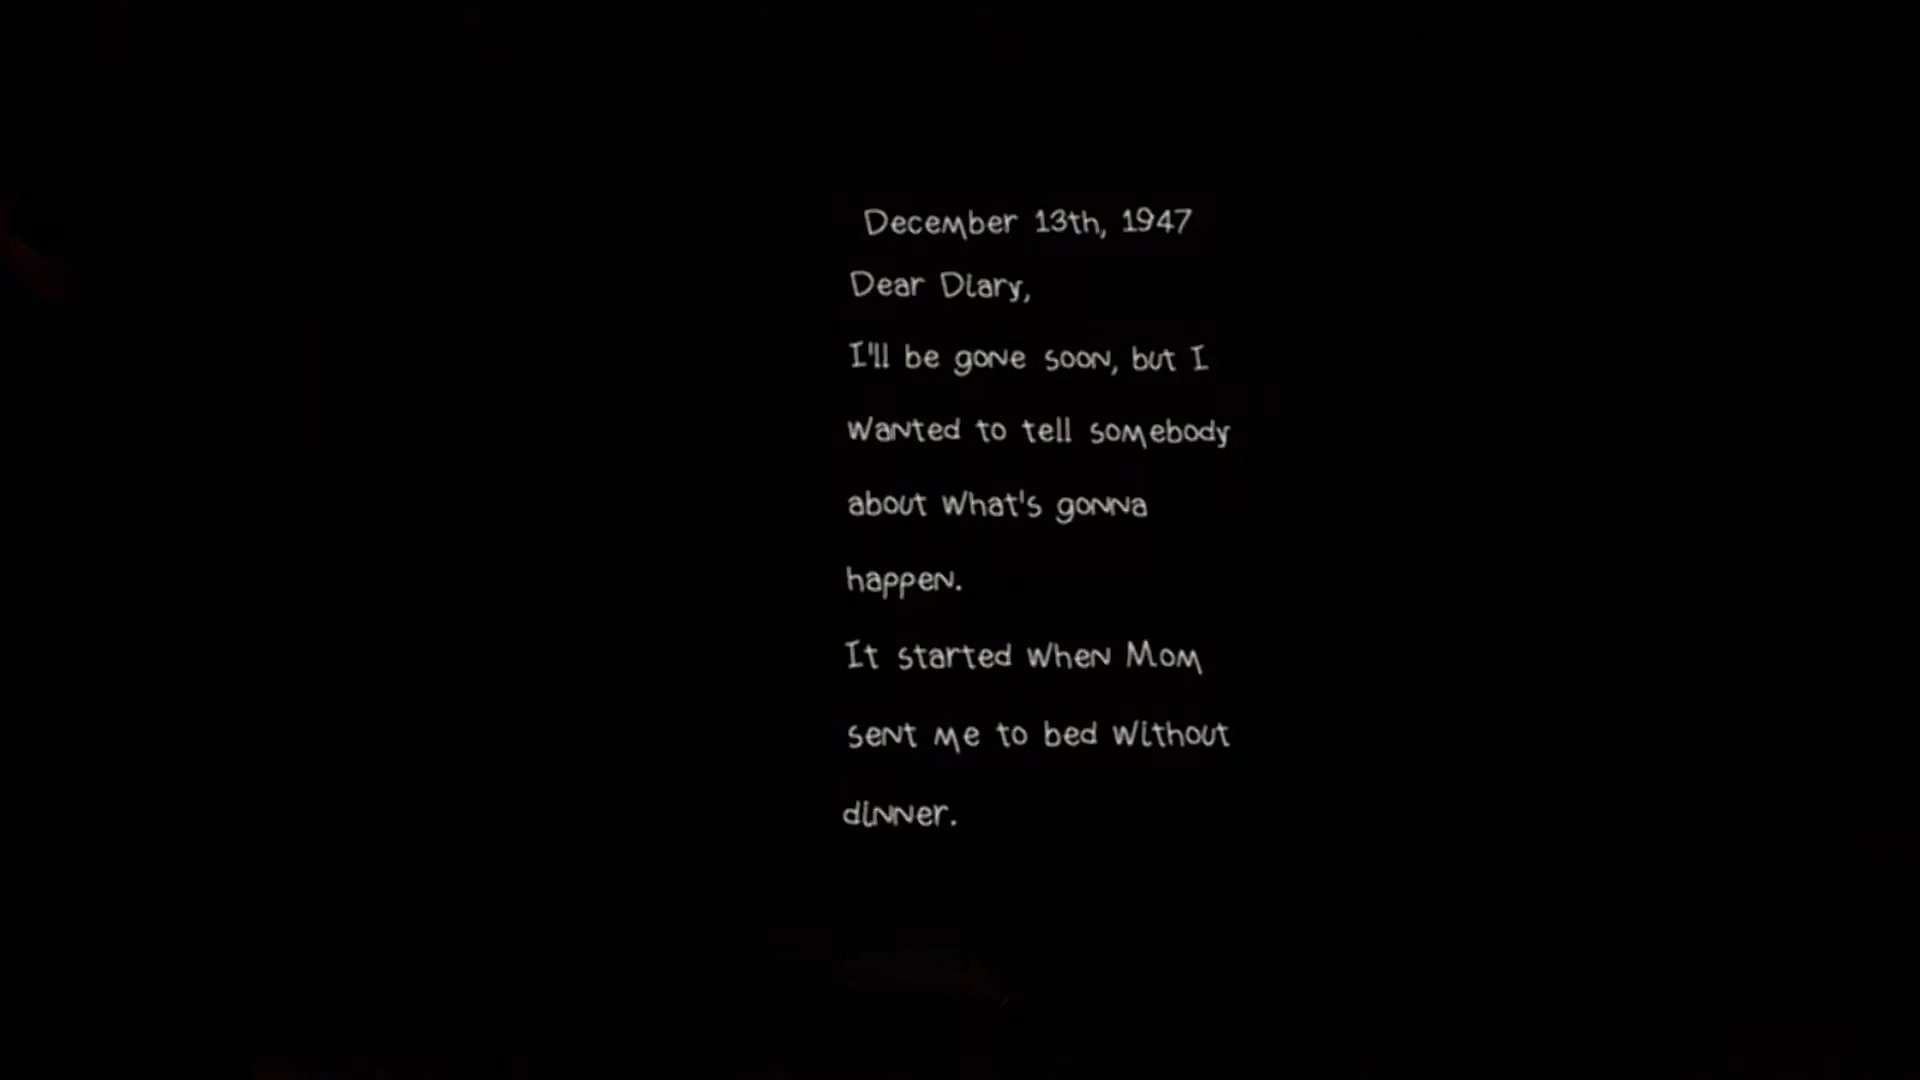 December 13th, 1947
Dear Diary,
I'll be gone soon, but I
wanted to tell somebody
about what's gonna
happen.
It started when Mom
sent me to bed without
dinner.